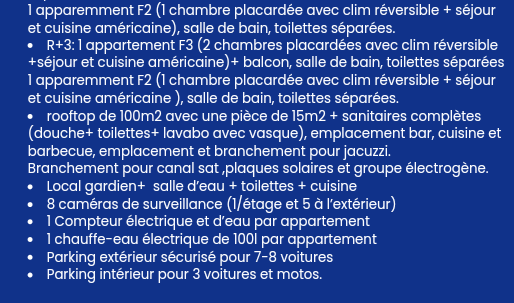 1 apparemment F2 (1 chambre placardée avec clim réversible + séjour
et cuisine américaine), salle de bain, toilettes séparées.
• R+3: 1 appartement F3 (2 chambres placardées avec clim réversible
+séjour et cuisine américaine)+ balcon, salle de bain, toilettes séparées
1 apparemment F2 (1 chambre placardée avec clim réversible + séjour
et cuisine américaine ), salle de bain, toilettes séparées.
• rooftop de 100m2 avec une pièce de 15m2 + sanitaires complètes
(douche+ toilettes+ lavabo avec vasque), emplacement bar, cuisine et
barbecue, emplacement et branchement pour jacuzzi.
Branchement pour canal sat ,plaques solaires et groupe électrogène.
• Local gardien+ salle d’eau + toilettes + cuisine
• 8 caméras de surveillance (1/étage et 5 à l’extérieur)
• 1 Compteur électrique et d’eau par appartement
• 1 chauffe-eau électrique de 100l par appartement
• Parking extérieur sécurisé pour 7-8 voitures
• Parking intérieur pour 3 voitures et motos.